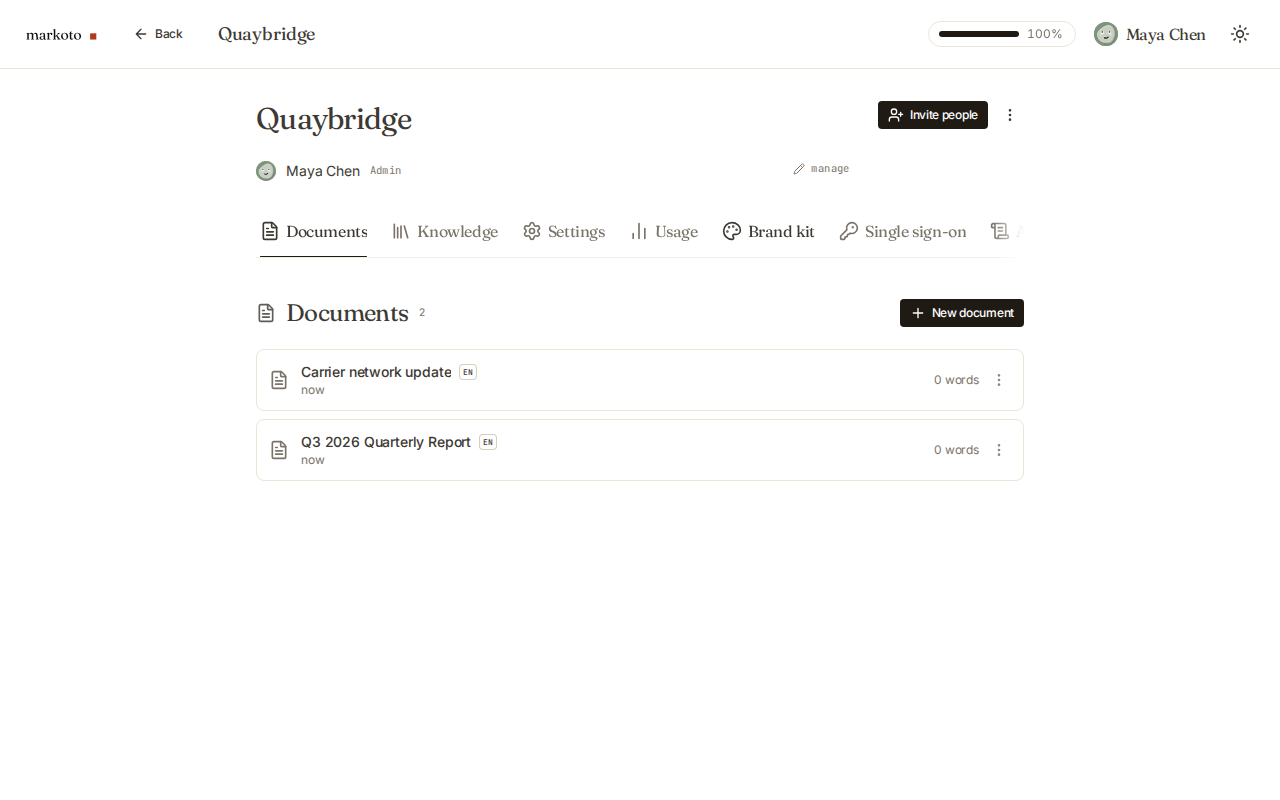 markoto
Back
Quaybridge
100%
Maya Chen
Quaybridge
Invite people
Maya Chen Admin
manage
Documents
Knowledge
Settings
Usage
Brand kit
Single sign-on
Documents 2
New document
Carrier network update EN
now
0 words
Q3 2026 Quarterly Report EN
now
0 words